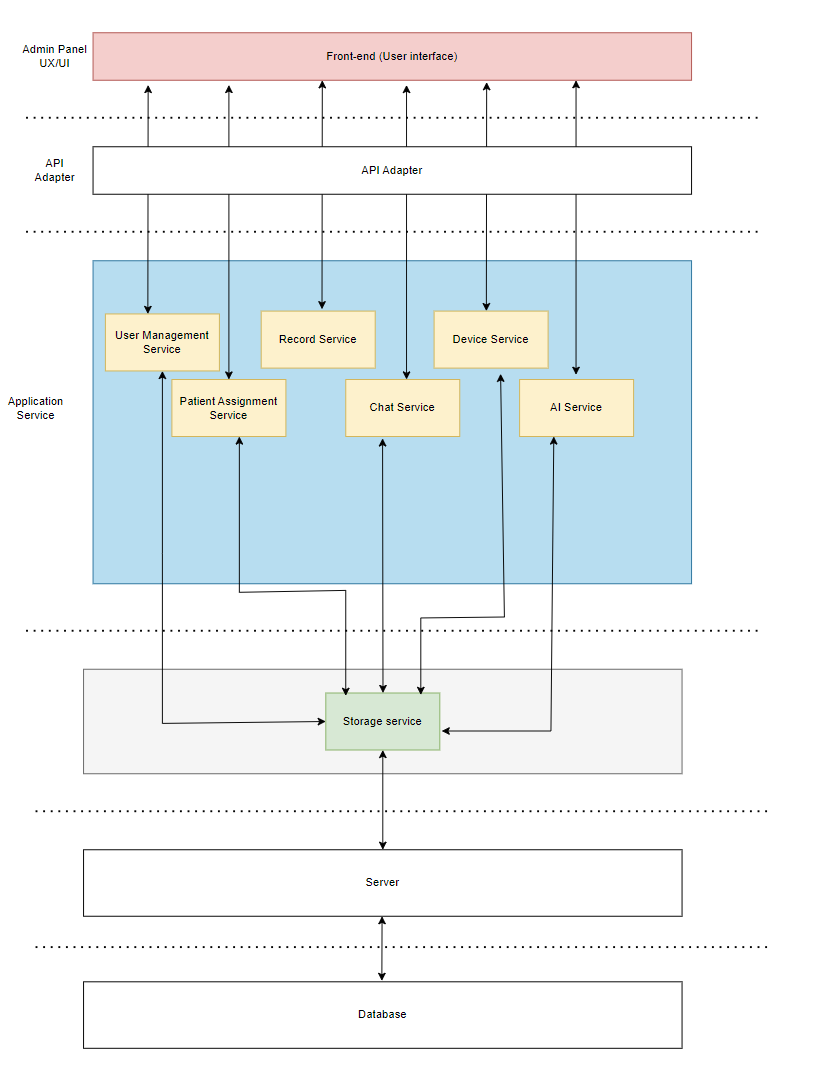 Admin Panel
UX/UI
Front-end (User interface)
API
Adapter
API Adapter
User Management
Service
Record Service
Device Service
Application
Service
Patient Assignment
Service
Chat Service
AI Service
Storage service
Server
Database